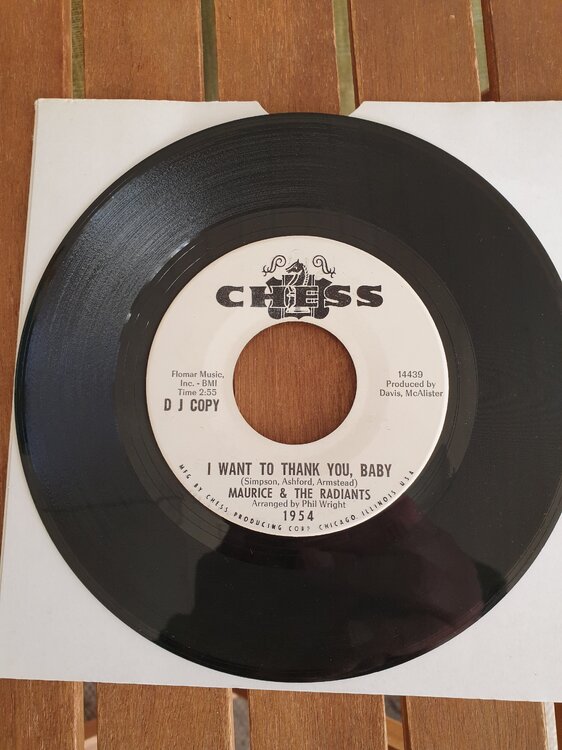 CHESS
Flomar Music,
Inc. - BMI
Time 2:55
D J COPY
14439
Produced by
Davis, McAlister
I WANT TO THANK YOU, BABY
(Simpson, Ashford, Armstead)
MAURICE & THE RADIANTS
Arranged by Phil Wright
1954
MFG BY CHESS PRODUCING CORP CHICAGO ILLINOIS USA